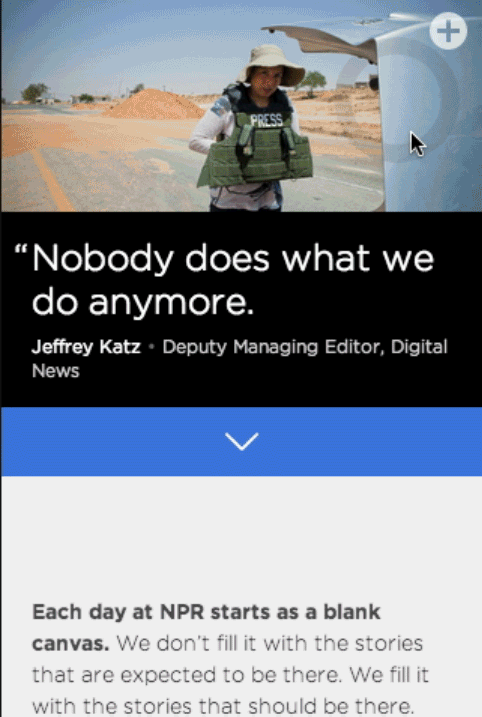 PRESS
“Nobody does what we
do anymore.
Jeffrey Katz • Deputy Managing Editor, Digital
News
Each day at NPR starts as a blank
canvas. We don’t fill it with the stories
that are expected to be there. We fill it
with the stories that should be there.